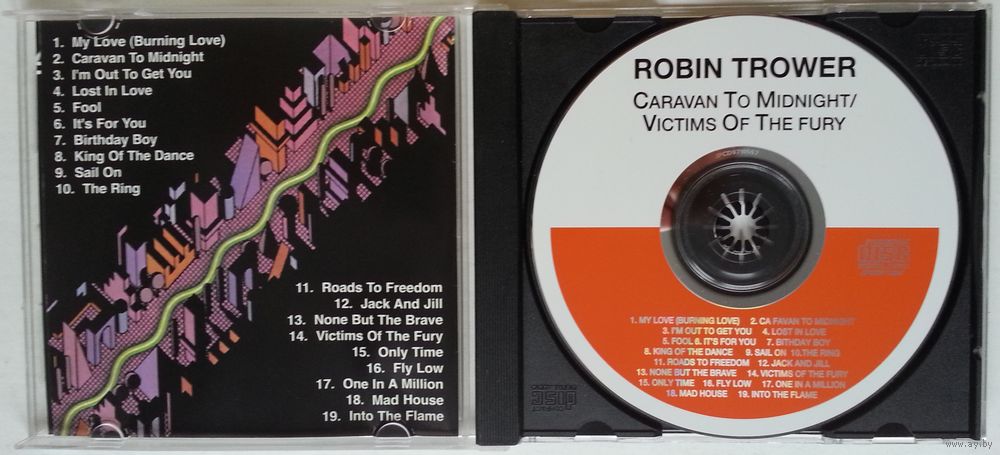 1. My Love (Burning Love)
2. Caravan To Midnight
3. I'm Out To Get You
4. Lost In Love
5. Fool
6. It's For You
7. Birthday Boy
8. King Of The Dance
9. Sail On
10. The Ring
11. Roads To Freedom
12. Jack And Jill
13. None But The Brave
14. Victims Of The Fury
15. Only Time
16. Fly Low
17. One In A Million
18. Mad House
19. Into The Flame
ROBIN TROWER
CARAVAN TO MIDNIGHT/
VICTIMS OF THE FURY
1. MY LOVE (BURNING LOVE) 2. CA FAVAN TO MIDNIGHT
3. I'M OUT TO GET YOU 4. LOST IN LOVE
5. FOOL 6. IT'S FOR YOU 7. BITHDAY BOY
8. KING OF THE DANCE 9. SAIL ON 10.THE RING
11. ROADS TO FREEDOM 12. JACK AND JILL
13. NONE BUT THE BRAVE 14. VICTIMS OF THE FURY
15. ONLY TIME 16. FLY LOW 17. ONE IN A MILLION
18. MAD HOUSE 19. INTO THE FLAME
disc
www.ay.by